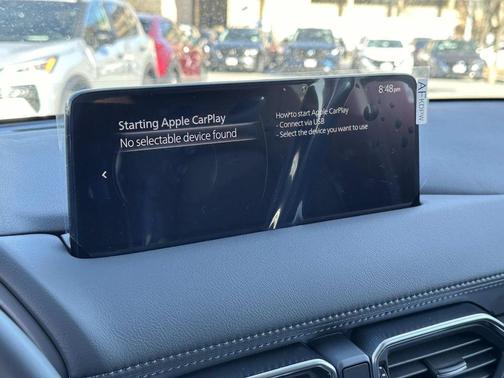 8:48pm
Starting Apple CarPlay
No selectable device found
How to start Apple CarPlay
- Connect via USB
- Select the device you want to use